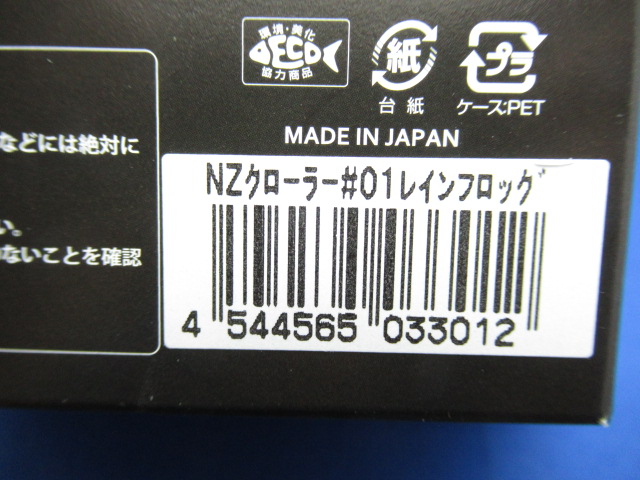 環境・美化
ECO
協力商品
紙
台紙
プラ
ケース:PET
MADE IN JAPAN
などには絶対に
い。
ないことを確認
NZクローラー#01レインフロッグ
4 544565 033012